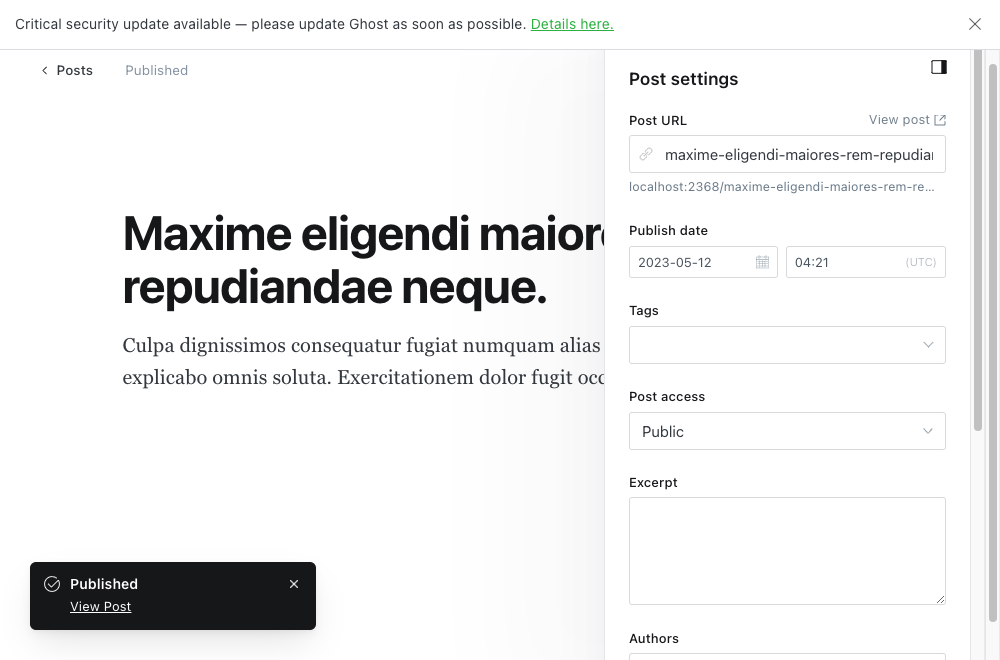 Critical security update available — please update Ghost as soon as possible. Details here.
Posts
Published
Post settings
Post URL
View post
maxime-eligendi-maiores-rem-repudiar
localhost:2368/maxime-eligendi-maiores-rem-re...
Maxime eligendi maior
repudiandae neque.
Publish date
2023-05-12
04:21
(UTC)
Tags
Culpa dignissimos consequatur fugiat numquam alias
explicabo omnis soluta. Exercitationem dolor fugit occ
Post access
Public
Excerpt
Published
View Post
Authors